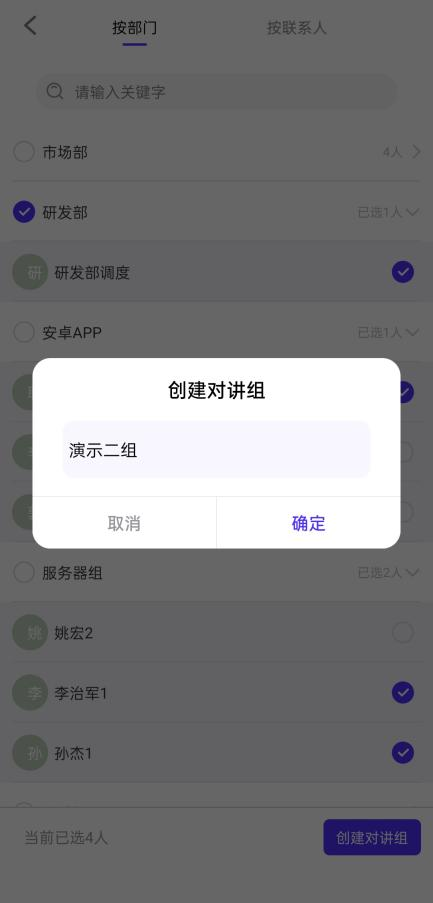 按部门
按联系人
请输入关键字
市场部
4人
研发部
已选1人
研
研发部调度
安卓APP
已选1人
创建对讲组
演示二组
取消
确定
服务器组
已选2人
姚
姚宏2
李
李治军1
孙
孙杰1
当前已选4人
创建对讲组